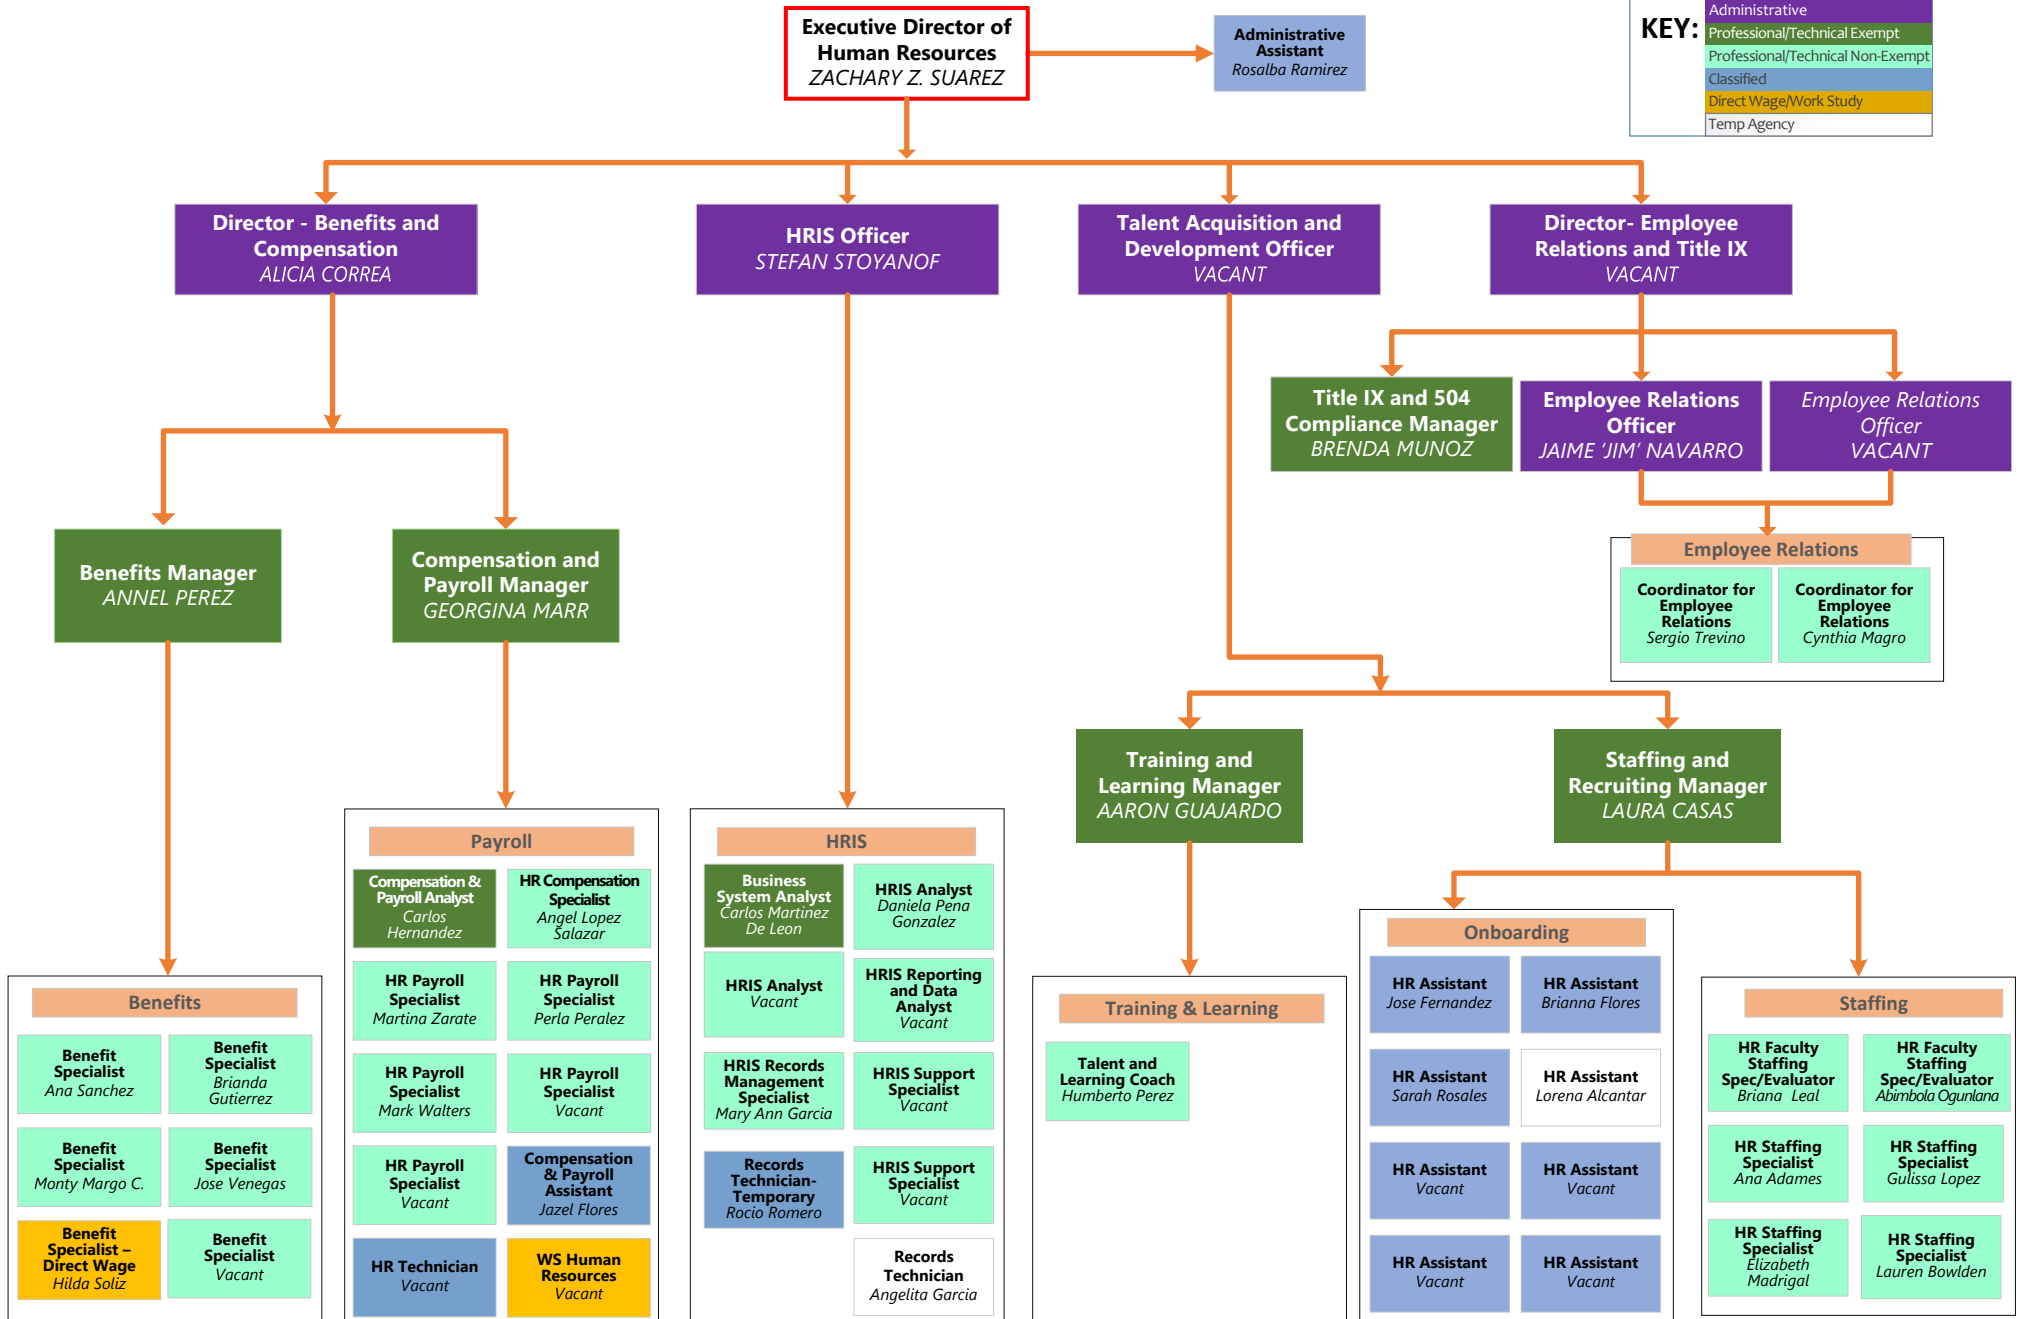 Executive Director of
Human Resources
ZACHARY Z. SUAREZ
Administrative
Assistant
Rosalba Ramirez
KEY:
Administrative
Professional/Technical Exempt
Professional/Technical Non-Exempt
Classified
Direct Wage/Work Study
Temp Agency
Director - Benefits and
Compensation
ALICIA CORREA
HRIS Officer
STEFAN STOYANOF
Talent Acquisition and
Development Officer
VACANT
Director- Employee
Relations and Title IX
VACANT
Title IX and 504
Compliance Manager
BRENDA MUNOZ
Employee Relations
Officer
JAIME ‘JIM’ NAVARRO
Employee Relations
Officer
VACANT
Employee Relations
Coordinator for
Employee
Relations
Sergio Trevino
Coordinator for
Employee
Relations
Cynthia Magro
Benefits Manager
ANNEL PEREZ
Compensation and
Payroll Manager
GEORGINA MARR
Training and
Learning Manager
AARON GUAJARDO
Staffing and
Recruiting Manager
LAURA CASAS
Benefits
Benefit
Specialist
Ana Sanchez
Benefit
Specialist
Brianda
Gutierrez
Benefit
Specialist
Monty Margo C.
Benefit
Specialist
Jose Venegas
Benefit
Specialist –
Direct Wage
Hilda Soliz
Benefit
Specialist
Vacant
Payroll
Compensation &
Payroll Analyst
Carlos
Hernandez
HR Compensation
Specialist
Angel Lopez
Salazar
HR Payroll
Specialist
Martina Zarate
HR Payroll
Specialist
Perla Peralez
HR Payroll
Specialist
Mark Walters
HR Payroll
Specialist
Vacant
HR Payroll
Specialist
Vacant
Compensation
& Payroll
Assistant
Jazel Flores
HR Technician
Vacant
WS Human
Resources
Vacant
HRIS
Business
System Analyst
Carlos Martinez
De Leon
HRIS Analyst
Daniela Pena
Gonzalez
HRIS Analyst
Vacant
HRIS Reporting
and Data
Analyst
Vacant
HRIS Records
Management
Specialist
Mary Ann Garcia
HRIS Support
Specialist
Vacant
Records
Technician-
Temporary
Rocio Romero
HRIS Support
Specialist
Vacant
Records
Technician
Angelita Garcia
Training & Learning
Talent and
Learning Coach
Humberto Perez
Onboarding
HR Assistant
Jose Fernandez
HR Assistant
Brianna Flores
HR Assistant
Sarah Rosales
HR Assistant
Lorena Alcantar
HR Assistant
Vacant
HR Assistant
Vacant
HR Assistant
Vacant
HR Assistant
Vacant
Staffing
HR Faculty
Staffing
Spec/Evaluator
Briana Leal
HR Faculty
Staffing
Spec/Evaluator
Abimbola Ogunlana
HR Staffing
Specialist
Ana Adames
HR Staffing
Specialist
Gulissa Lopez
HR Staffing
Specialist
Elizabeth
Madrigal
HR Staffing
Specialist
Lauren Bowlden